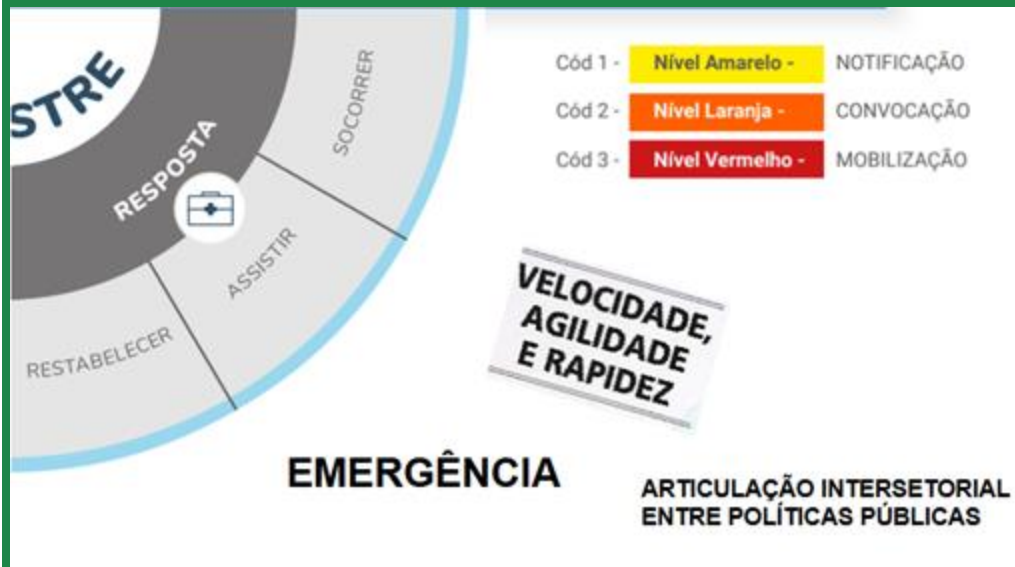 STRE
RESPOSTA
SOCORRER
ASSISTIR
RESTABELECER
Cód 1 - Nível Amarelo - NOTIFICAÇÃO
Cód 2 - Nível Laranja - CONVOCAÇÃO
Cód 3 - Nível Vermelho - MOBILIZAÇÃO
VELOCIDADE,
AGILIDADE
E RAPIDEZ
EMERGÊNCIA
ARTICULAÇÃO INTERSETORIAL
ENTRE POLÍTICAS PÚBLICAS